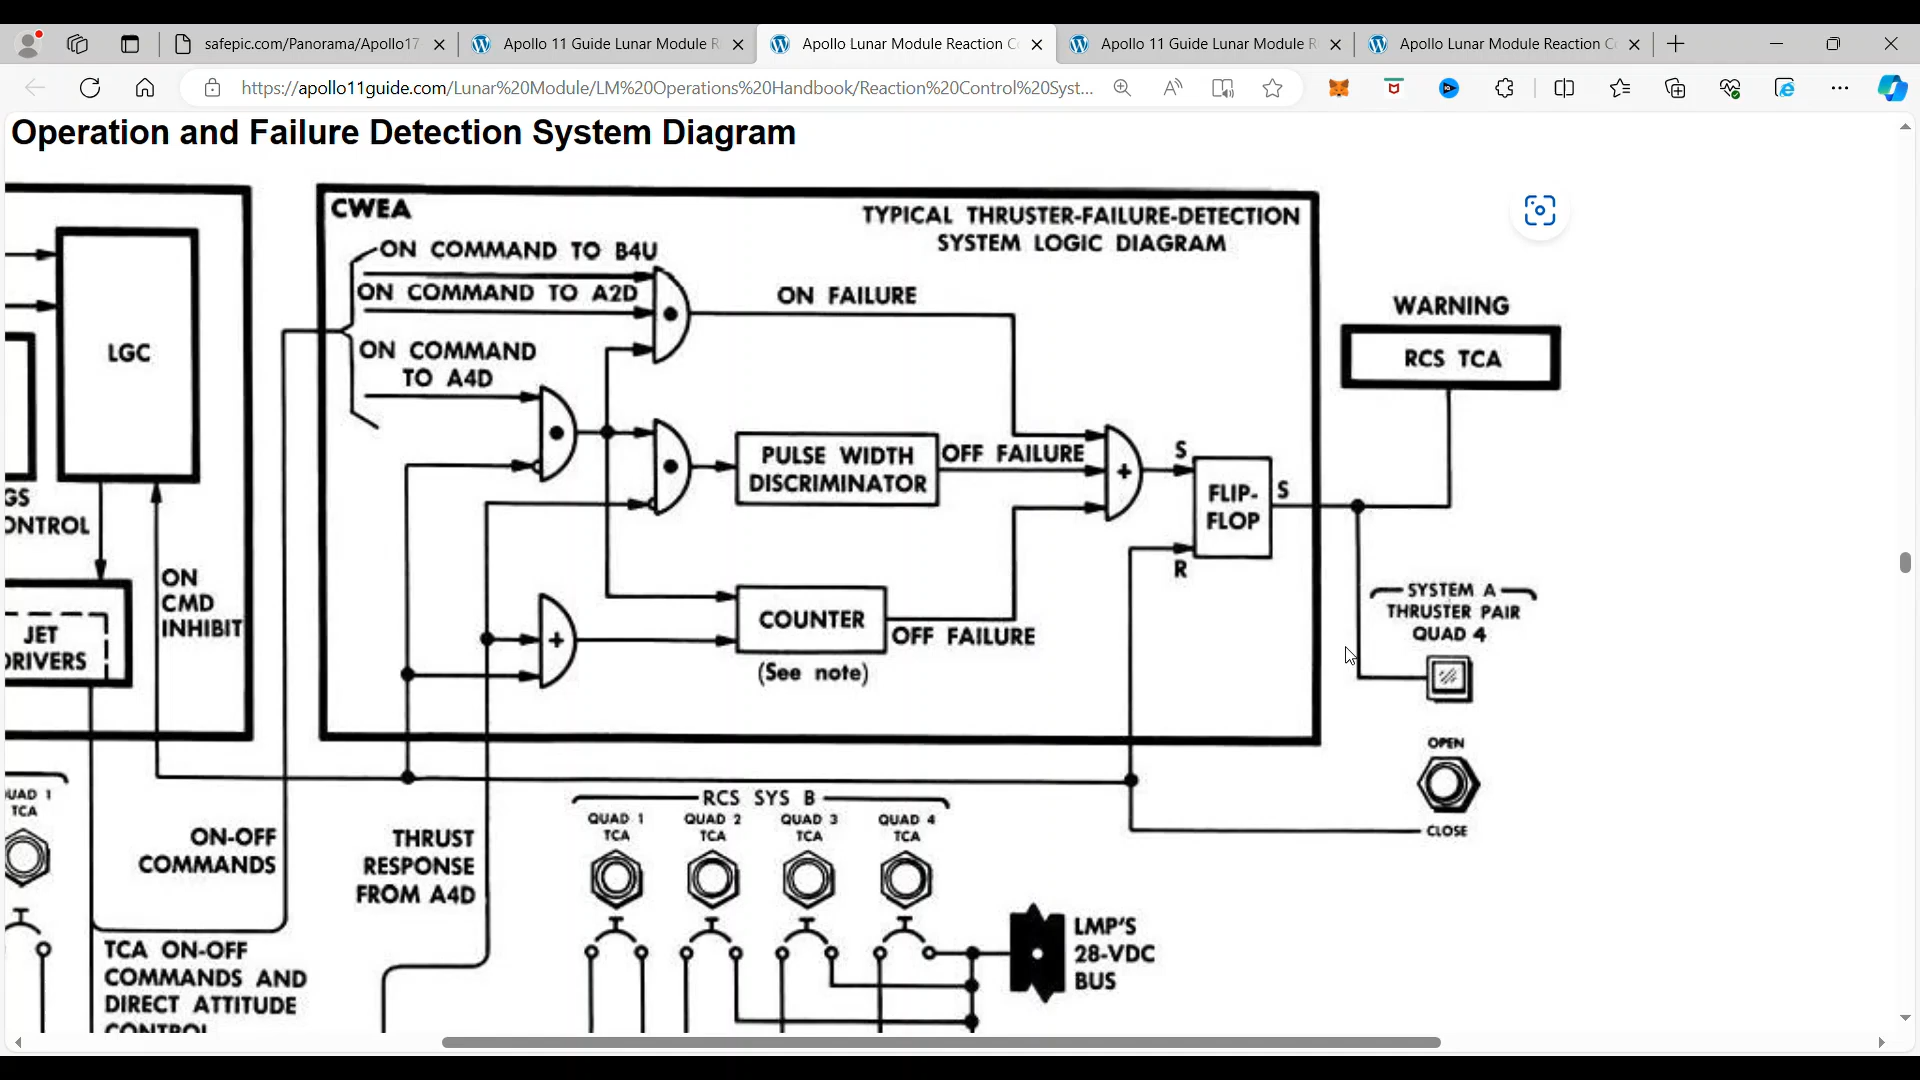 safepic.com/Panorama/Apollo17
Apollo 11 Guide Lunar Module R
Apollo Lunar Module Reaction C
Apollo 11 Guide Lunar Module R
Apollo Lunar Module Reaction C
https://apollo11guide.com/Lunar%20Module/LM%20Operations%20Handbook/Reaction%20Control%20Syst...
Operation and Failure Detection System Diagram
CWEA
TYPICAL THRUSTER-FAILURE-DETECTION
SYSTEM LOGIC DIAGRAM
ON COMMAND TO B4U
ON COMMAND TO A2D
ON COMMAND
TO A4D
ON FAILURE
WARNING
RCS TCA
LGC
PULSE WIDTH
DISCRIMINATOR
OFF FAILURE
S
FLIP-
FLOP
S
R
GS
ONTROL
ON
CMD
INHIBIT
JET
DRIVERS
COUNTER
OFF FAILURE
(See note)
SYSTEM A
THRUSTER PAIR
QUAD 4
OPEN
CLOSE
UAD 1
TCA
ON-OFF
COMMANDS
THRUST
RESPONSE
FROM A4D
RCS SYS B
QUAD 1
TCA
QUAD 2
TCA
QUAD 3
TCA
QUAD 4
TCA
LMP'S
28-VDC
BUS
TCA ON-OFF
COMMANDS AND
DIRECT ATTITUDE
CONTROL